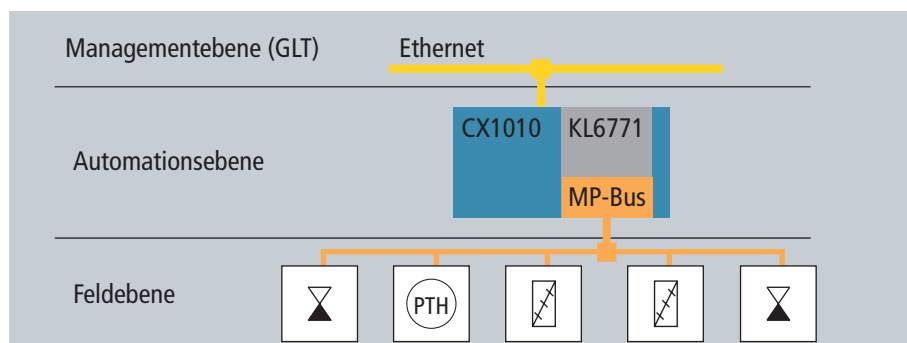 Managementebene (GLT) Ethernet
CX1010 KL6771
Automationsebene
MP-Bus
Feldebene
PTH